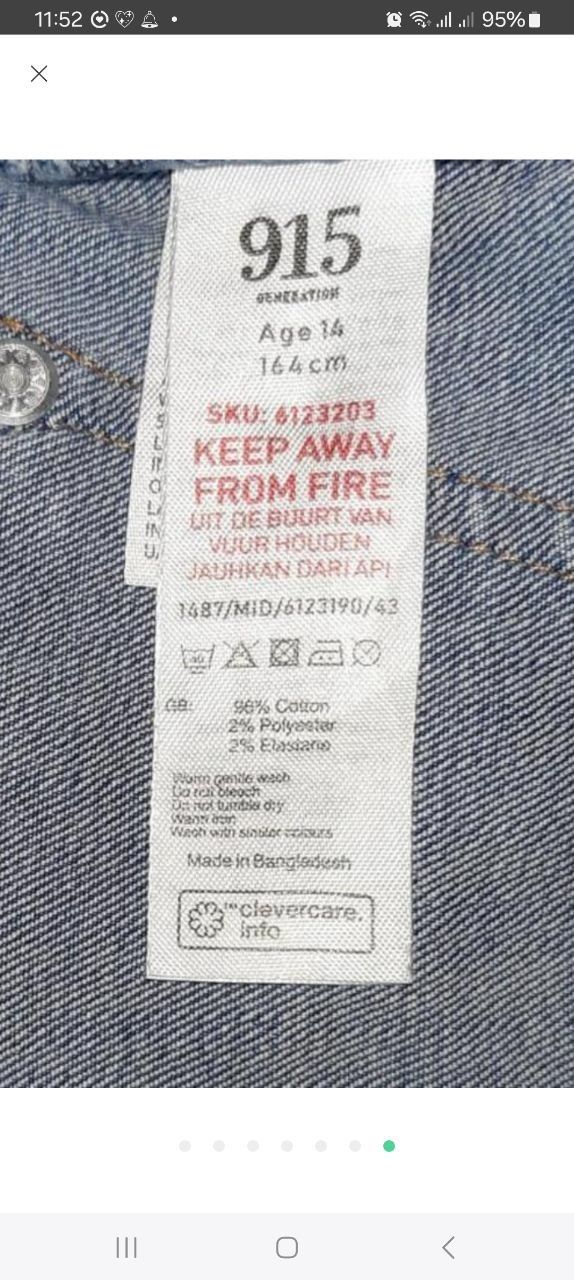 11:52
95%
915
GENERATION
Age 14
164cm
SKU: 6123203
KEEP AWAY
FROM FIRE
UIT DE BUURT VAN
VUUR HOUDEN
JAUHKAN DARI API
1487/MID/6123190/43
40
GB: 96% Cotton
2% Polyester
2% Elastane
Warm gentle wash
Do not bleach
Do not tumble dry
Warm iron
Wash with similar colours
Made in Bangladesh
™clevercare.
info